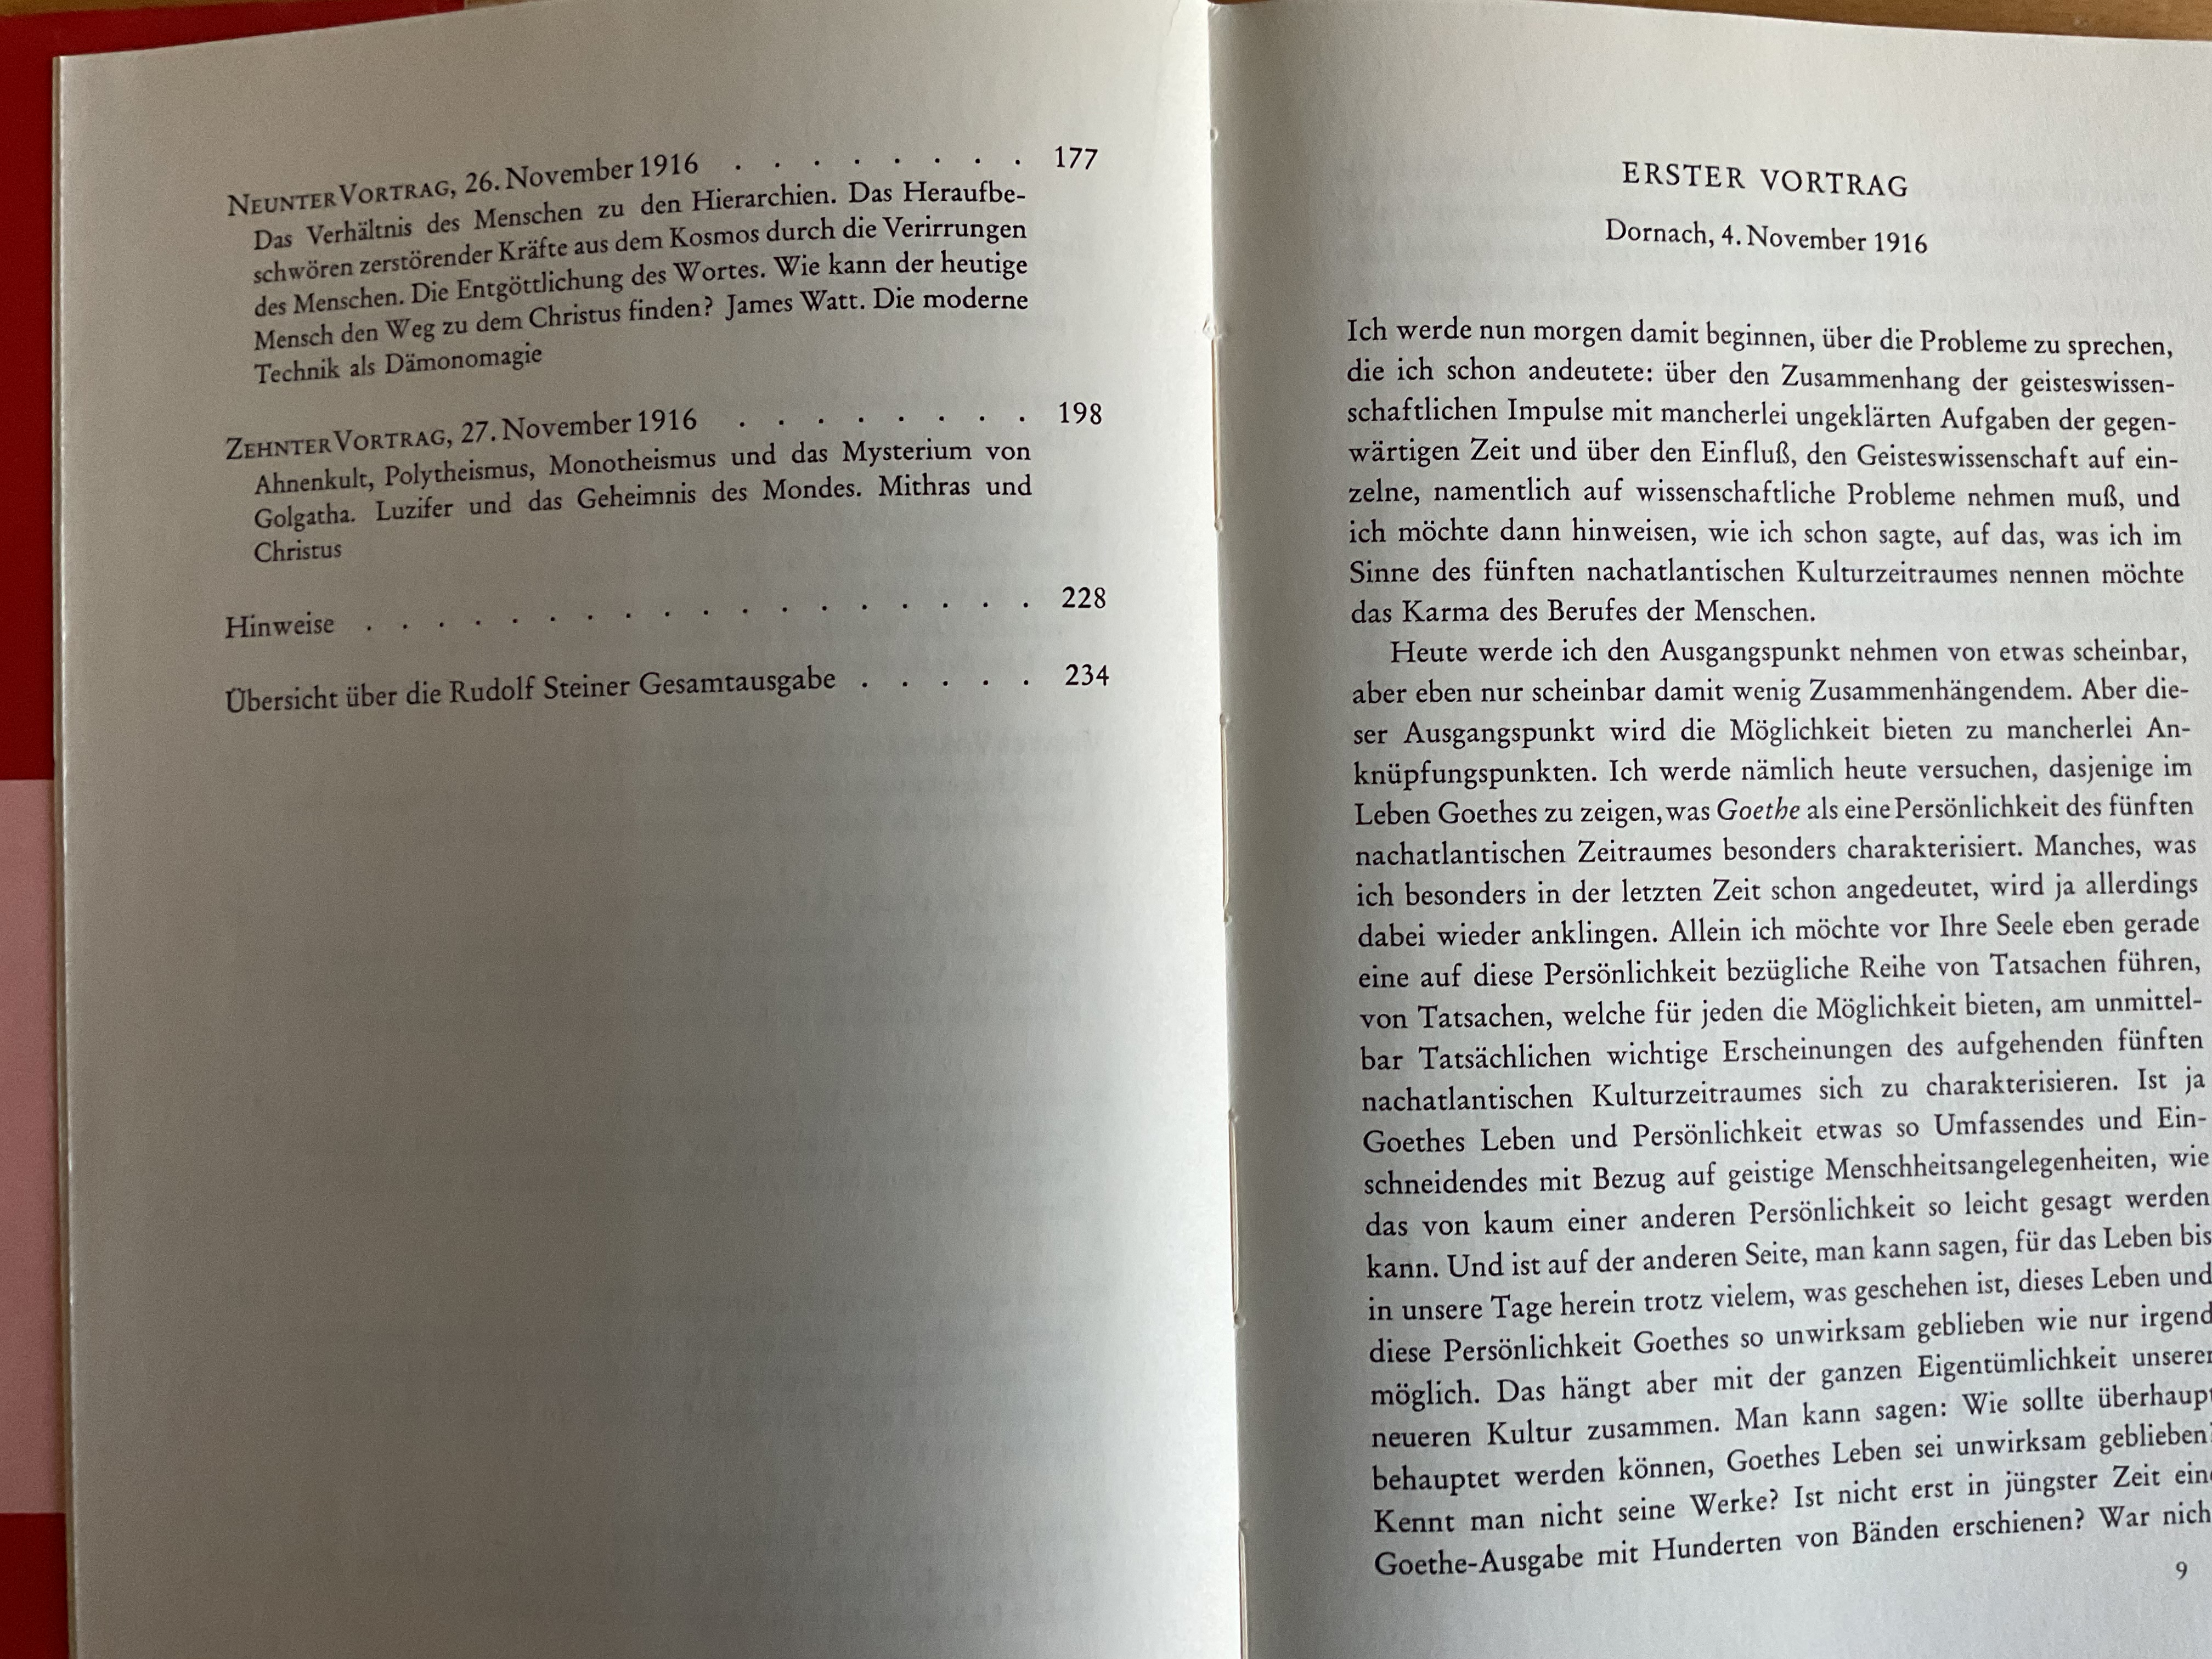 NEUNTER VORTRAG, 26. November 1916 . . . . . . . . 177
Das Verhältnis des Menschen zu den Hierarchien. Das Heraufbe-
schwören zerstörender Kräfte aus dem Kosmos durch die Verirrungen
des Menschen. Die Entgöttlichung des Wortes. Wie kann der heutige
Mensch den Weg zu dem Christus finden? James Watt. Die moderne
Technik als Dämonomagie
ZEHNTER VORTRAG, 27. November 1916 . . . . . . . . 198
Ahnenkult, Polytheismus, Monotheismus und das Mysterium von
Golgatha. Luzifer und das Geheimnis des Mondes. Mithras und
Christus
Hinweise . . . . . . . . . . . . . . . . . . 228
Übersicht über die Rudolf Steiner Gesamtausgabe . . . . . 234
ERSTER VORTRAG
Dornach, 4. November 1916
Ich werde nun morgen damit beginnen, über die Probleme zu sprechen,
die ich schon andeutete: über den Zusammenhang der geisteswissen-
schaftlichen Impulse mit mancherlei ungeklärten Aufgaben der gegen-
wärtigen Zeit und über den Einfluß, den Geisteswissenschaft auf ein-
zelne, namentlich auf wissenschaftliche Probleme nehmen muß, und
ich möchte dann hinweisen, wie ich schon sagte, auf das, was ich im
Sinne des fünften nachatlantischen Kulturzeitraumes nennen möchte
das Karma des Berufes der Menschen.
Heute werde ich den Ausgangspunkt nehmen von etwas scheinbar,
aber eben nur scheinbar damit wenig Zusammenhängendem. Aber die-
ser Ausgangspunkt wird die Möglichkeit bieten zu mancherlei An-
knüpfungspunkten. Ich werde nämlich heute versuchen, dasjenige im
Leben Goethes zu zeigen, was Goethe als eine Persönlichkeit des fünften
nachatlantischen Zeitraumes besonders charakterisiert. Manches, was
ich besonders in der letzten Zeit schon angedeutet, wird ja allerdings
dabei wieder anklingen. Allein ich möchte vor Ihre Seele eben gerade
eine auf diese Persönlichkeit bezügliche Reihe von Tatsachen führen,
von Tatsachen, welche für jeden die Möglichkeit bieten, am unmittel-
bar Tatsächlichen wichtige Erscheinungen des aufgehenden fünften
nachatlantischen Kulturzeitraumes sich zu charakterisieren. Ist ja
Goethes Leben und Persönlichkeit etwas so Umfassendes und Ein-
schneidendes mit Bezug auf geistige Menschheitsangelegenheiten, wie
das von kaum einer anderen Persönlichkeit so leicht gesagt werden
kann. Und ist auf der anderen Seite, man kann sagen, für das Leben bis
in unsere Tage herein trotz vielem, was geschehen ist, dieses Leben und
diese Persönlichkeit Goethes so unwirksam geblieben wie nur irgend
möglich. Das hängt aber mit der ganzen Eigentümlichkeit unserer
neueren Kultur zusammen. Man kann sagen: Wie sollte überhaupt
behauptet werden können, Goethes Leben sei unwirksam geblieben?
Kennt man nicht seine Werke? Ist nicht erst in jüngster Zeit eine
Goethe-Ausgabe mit Hunderten von Bänden erschienen? War nich
9